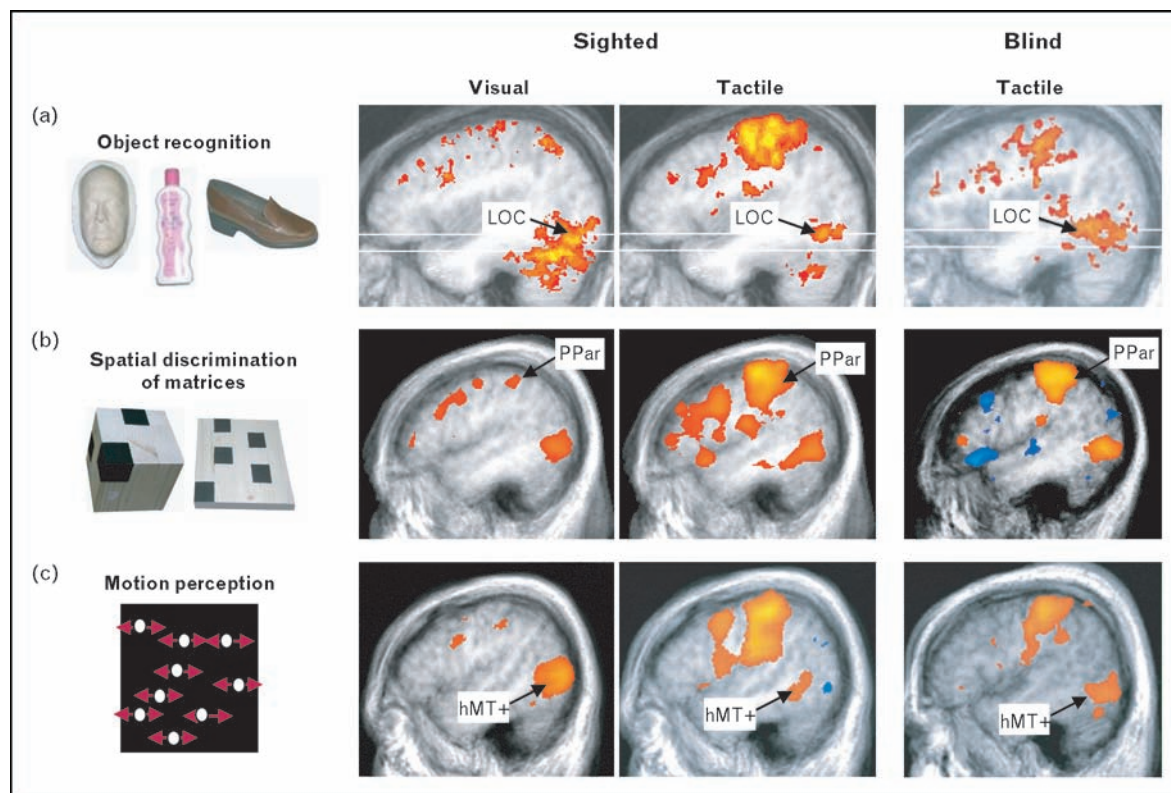 Sighted
Blind
Visual
Tactile
Tactile
(a)
Object recognition
LOC
LOC
LOC
(b)
Spatial discrimination
of matrices
PPar
PPar
PPar
(c)
Motion perception
hMT+
hMT+
hMT+